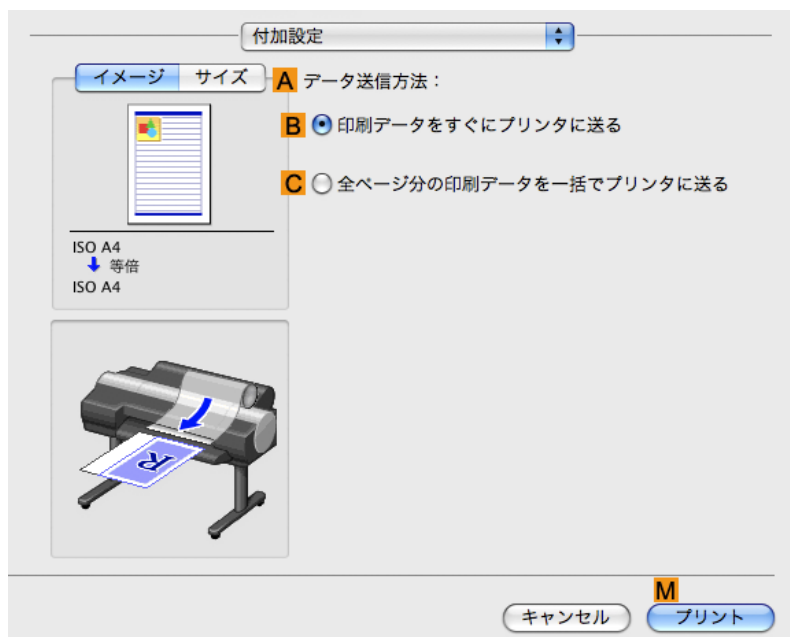 付加設定
イメージ サイズ
A データ送信方法：
B 印刷データをすぐにプリンタに送る
C 全ページ分の印刷データを一括でプリンタに送る
ISO A4
等倍
ISO A4
R
M
キャンセル プリント